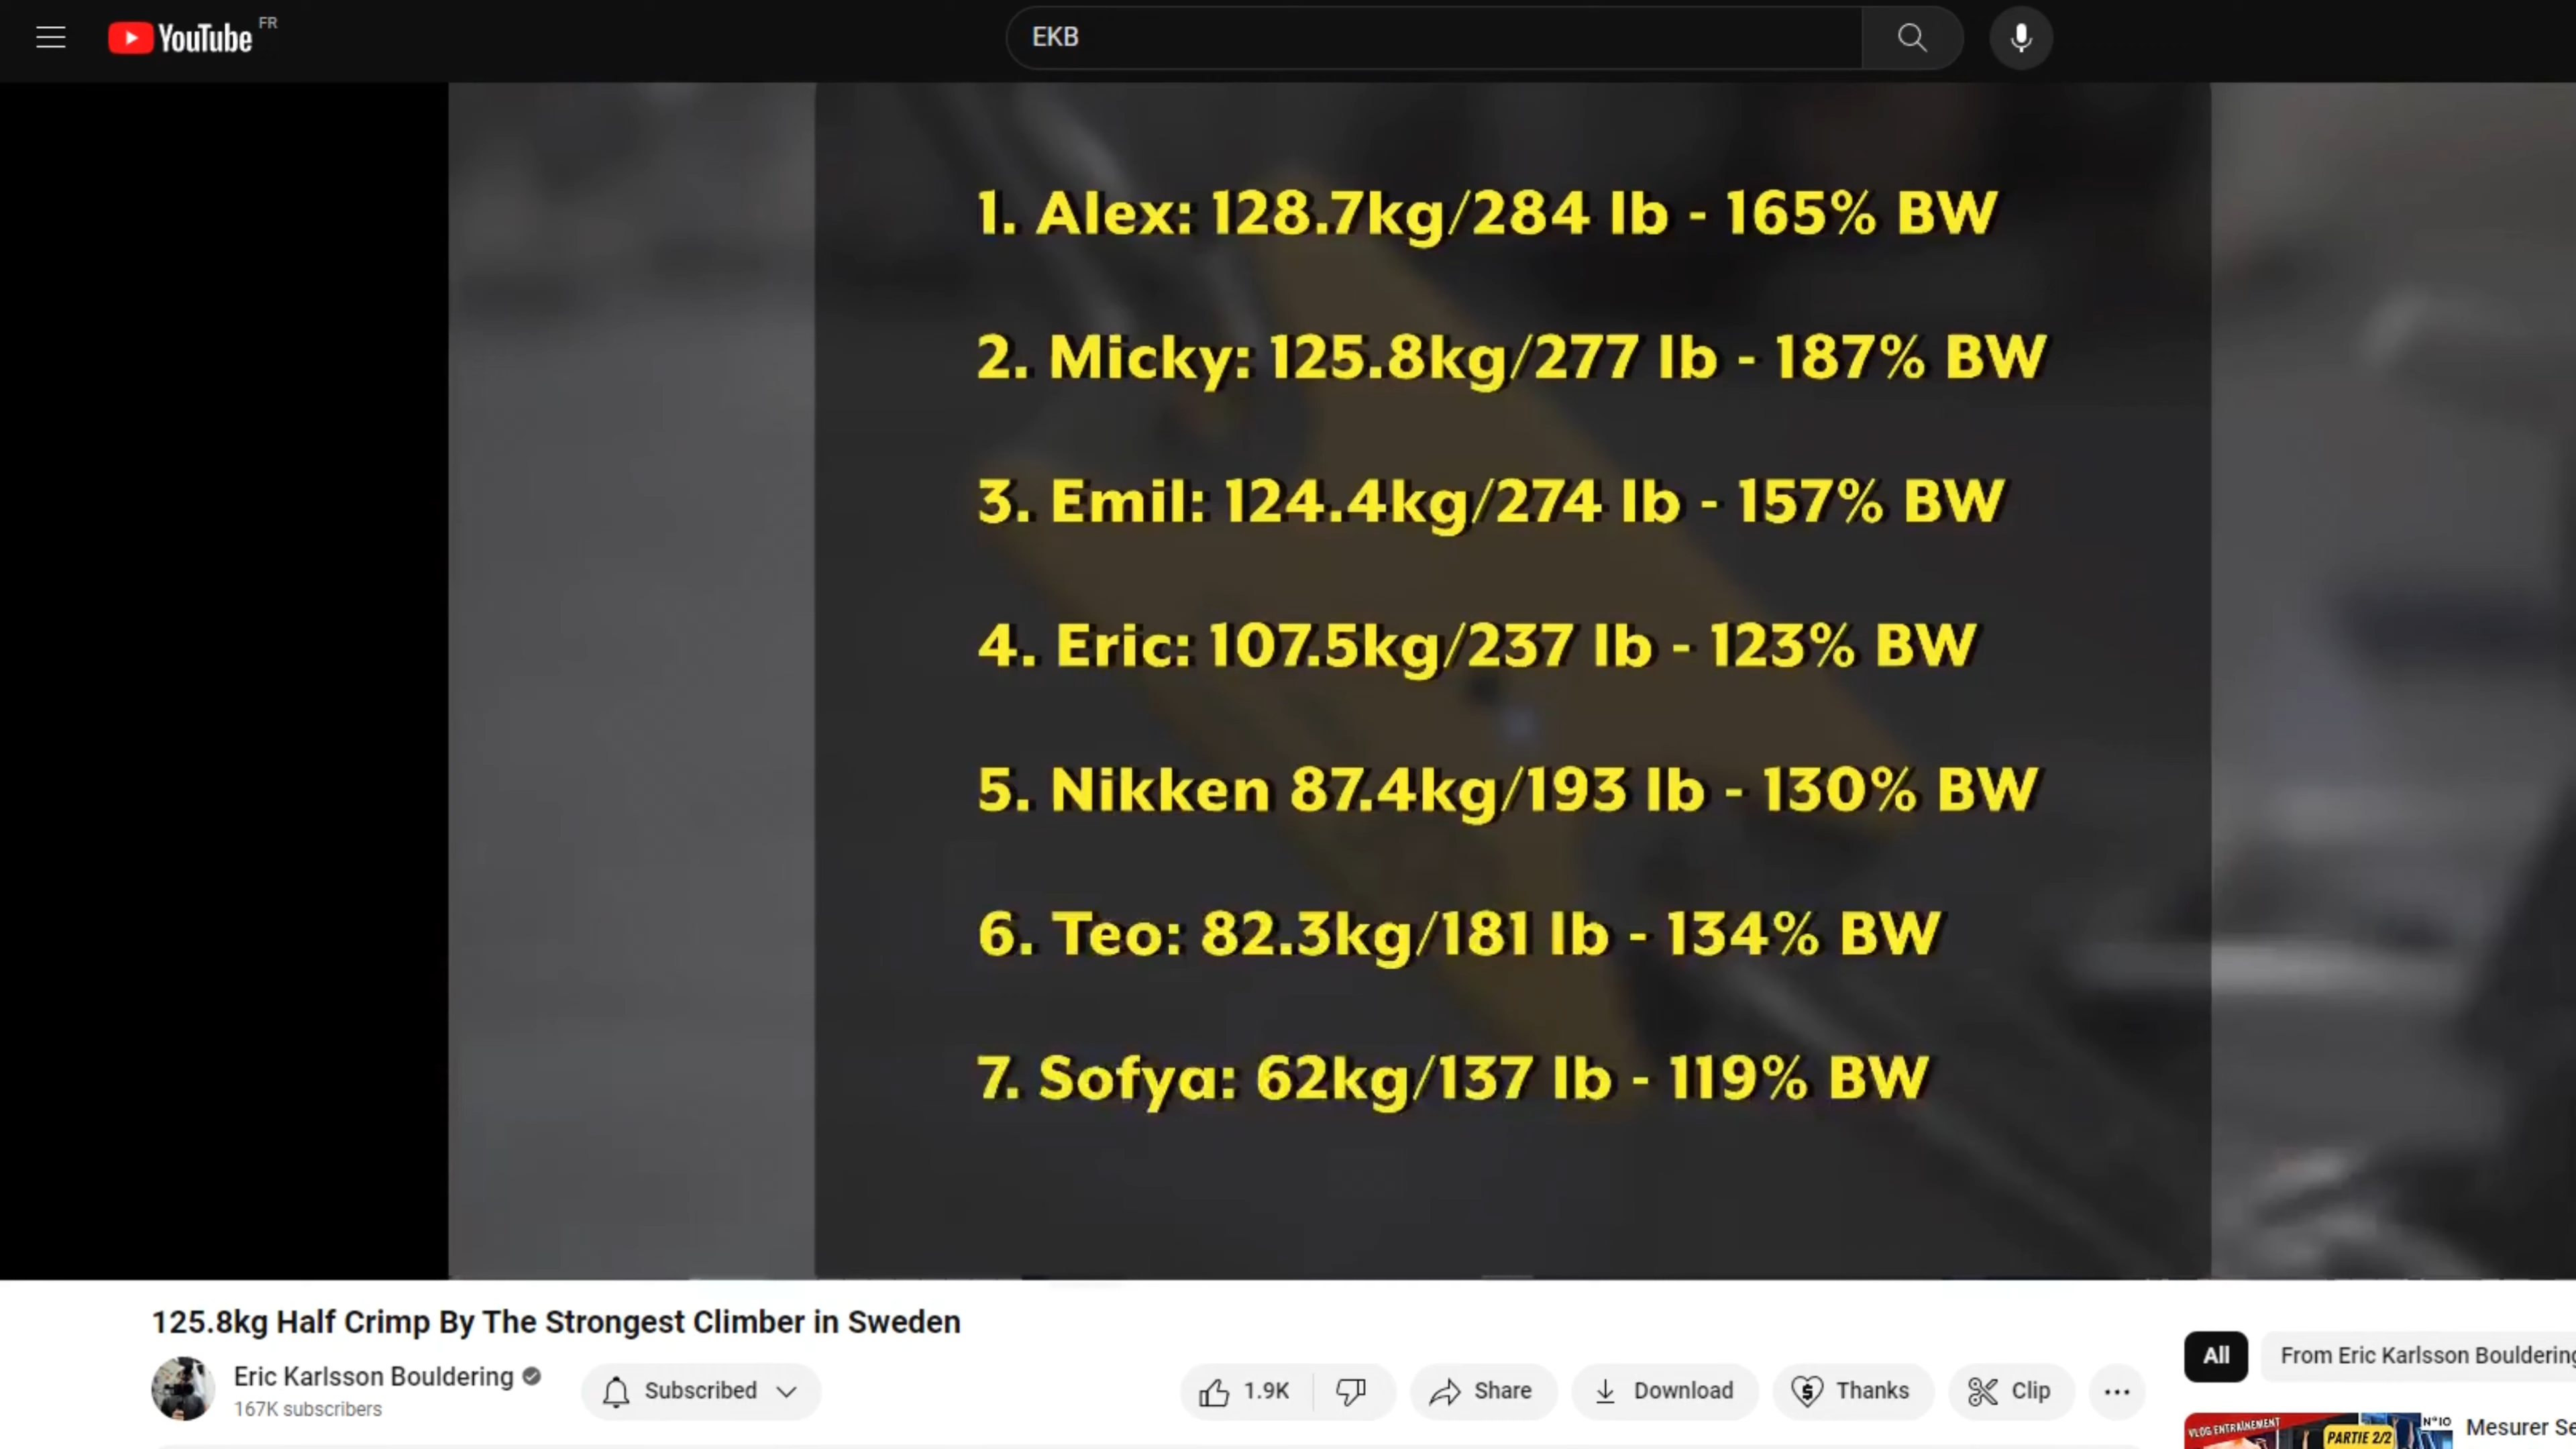 YouTube FR
EKB
1. Alex: 128.7kg/284 lb - 165% BW
2. Micky: 125.8kg/277 lb - 187% BW
3. Emil: 124.4kg/274 lb - 157% BW
4. Eric: 107.5kg/237 lb - 123% BW
5. Nikken 87.4kg/193 lb - 130% BW
6. Teo: 82.3kg/181 lb - 134% BW
7. Sofya: 62kg/137 lb - 119% BW
125.8kg Half Crimp By The Strongest Climber in Sweden
Eric Karlsson Bouldering
167K subscribers
Subscribed
1.9K
Share
Download
Thanks
Clip
All
From Eric Karlsson Bouldering
VLOG ENTRAÎNEMENT
PARTIE 2/2
N°10
Mesurer Se